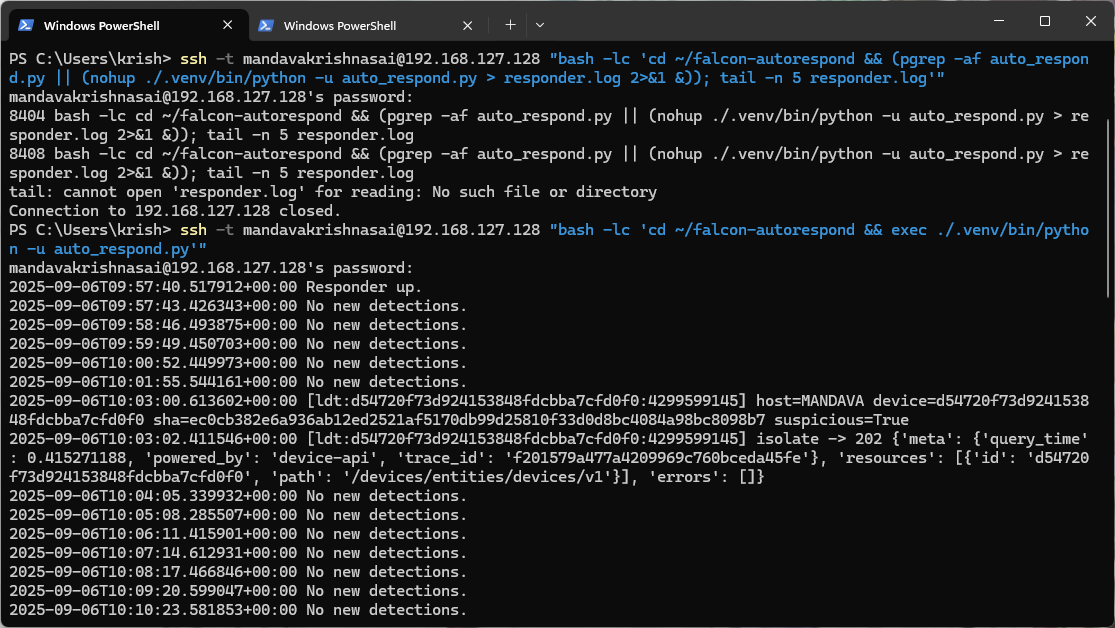 Windows PowerShell
Windows PowerShell
PS C:\Users\krish> ssh -t mandavakrishnasai@192.168.127.128 "bash -lc 'cd ~/falcon-autorespond && (pgrep -af auto_respon
d.py || (nohup ./.venv/bin/python -u auto_respond.py > responder.log 2>&1 &)); tail -n 5 responder.log'"
mandavakrishnasai@192.168.127.128's password:
8404 bash -lc cd ~/falcon-autorespond && (pgrep -af auto_respond.py || (nohup ./.venv/bin/python -u auto_respond.py > re
sponder.log 2>&1 &)); tail -n 5 responder.log
8408 bash -lc cd ~/falcon-autorespond && (pgrep -af auto_respond.py || (nohup ./.venv/bin/python -u auto_respond.py > re
sponder.log 2>&1 &)); tail -n 5 responder.log
tail: cannot open 'responder.log' for reading: No such file or directory
Connection to 192.168.127.128 closed.
PS C:\Users\krish> ssh -t mandavakrishnasai@192.168.127.128 "bash -lc 'cd ~/falcon-autorespond && exec ./.venv/bin/pytho
n -u auto_respond.py'"
mandavakrishnasai@192.168.127.128's password:
2025-09-06T09:57:40.517912+00:00 Responder up.
2025-09-06T09:57:43.426343+00:00 No new detections.
2025-09-06T09:58:46.493875+00:00 No new detections.
2025-09-06T09:59:49.450703+00:00 No new detections.
2025-09-06T10:00:52.449973+00:00 No new detections.
2025-09-06T10:01:55.544161+00:00 No new detections.
2025-09-06T10:03:00.613602+00:00 [ldt:d54720f73d924153848fdcbba7cfd0f0:4299599145] host=MANDAVA device=d54720f73d9241538
48fdcbba7cfd0f0 sha=ec0cb382e6a936ab12ed2521af5170db99d25810f33d0d8bc4084a98bc8098b7 suspicious=True
2025-09-06T10:03:02.411546+00:00 [ldt:d54720f73d924153848fdcbba7cfd0f0:4299599145] isolate -> 202 {'meta': {'query_time'
: 0.415271188, 'powered_by': 'device-api', 'trace_id': 'f201579a477a4209969c760bceda45fe'}, 'resources': [{'id': 'd54720
f73d924153848fdcbba7cfd0f0', 'path': '/devices/entities/devices/v1'}], 'errors': []}
2025-09-06T10:04:05.339932+00:00 No new detections.
2025-09-06T10:05:08.285507+00:00 No new detections.
2025-09-06T10:06:11.415901+00:00 No new detections.
2025-09-06T10:07:14.612931+00:00 No new detections.
2025-09-06T10:08:17.466846+00:00 No new detections.
2025-09-06T10:09:20.599047+00:00 No new detections.
2025-09-06T10:10:23.581853+00:00 No new detections.